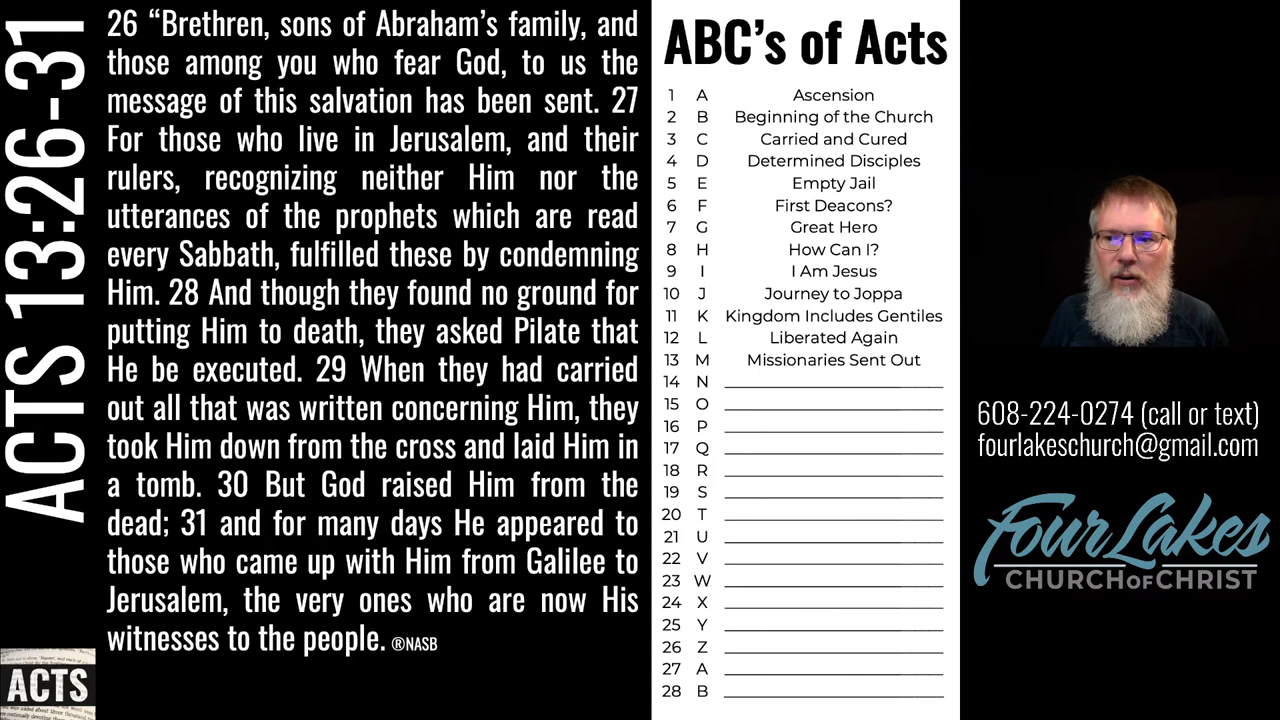 ACTS 13:26-31
26 “Brethren, sons of Abraham’s family, and
those among you who fear God, to us the
message of this salvation has been sent. 27
For those who live in Jerusalem, and their
rulers, recognizing neither Him nor the
utterances of the prophets which are read
every Sabbath, fulfilled these by condemning
Him. 28 And though they found no ground for
putting Him to death, they asked Pilate that
He be executed. 29 When they had carried
out all that was written concerning Him, they
took Him down from the cross and laid Him in
a tomb. 30 But God raised Him from the
dead; 31 and for many days He appeared to
those who came up with Him from Galilee to
Jerusalem, the very ones who are now His
witnesses to the people. ®NASB
ACTS
ABC’s of Acts
1 A Ascension
2 B Beginning of the Church
3 C Carried and Cured
4 D Determined Disciples
5 E Empty Jail
6 F First Deacons?
7 G Great Hero
8 H How Can I?
9 I I Am Jesus
10 J Journey to Joppa
11 K Kingdom Includes Gentiles
12 L Liberated Again
13 M Missionaries Sent Out
14 N
15 O
16 P
17 Q
18 R
19 S
20 T
21 U
22 V
23 W
24 X
25 Y
26 Z
27 A
28 B
608-224-0274 (call or text)
fourlakeschurch@gmail.com
Four Lakes
CHURCH OF CHRIST